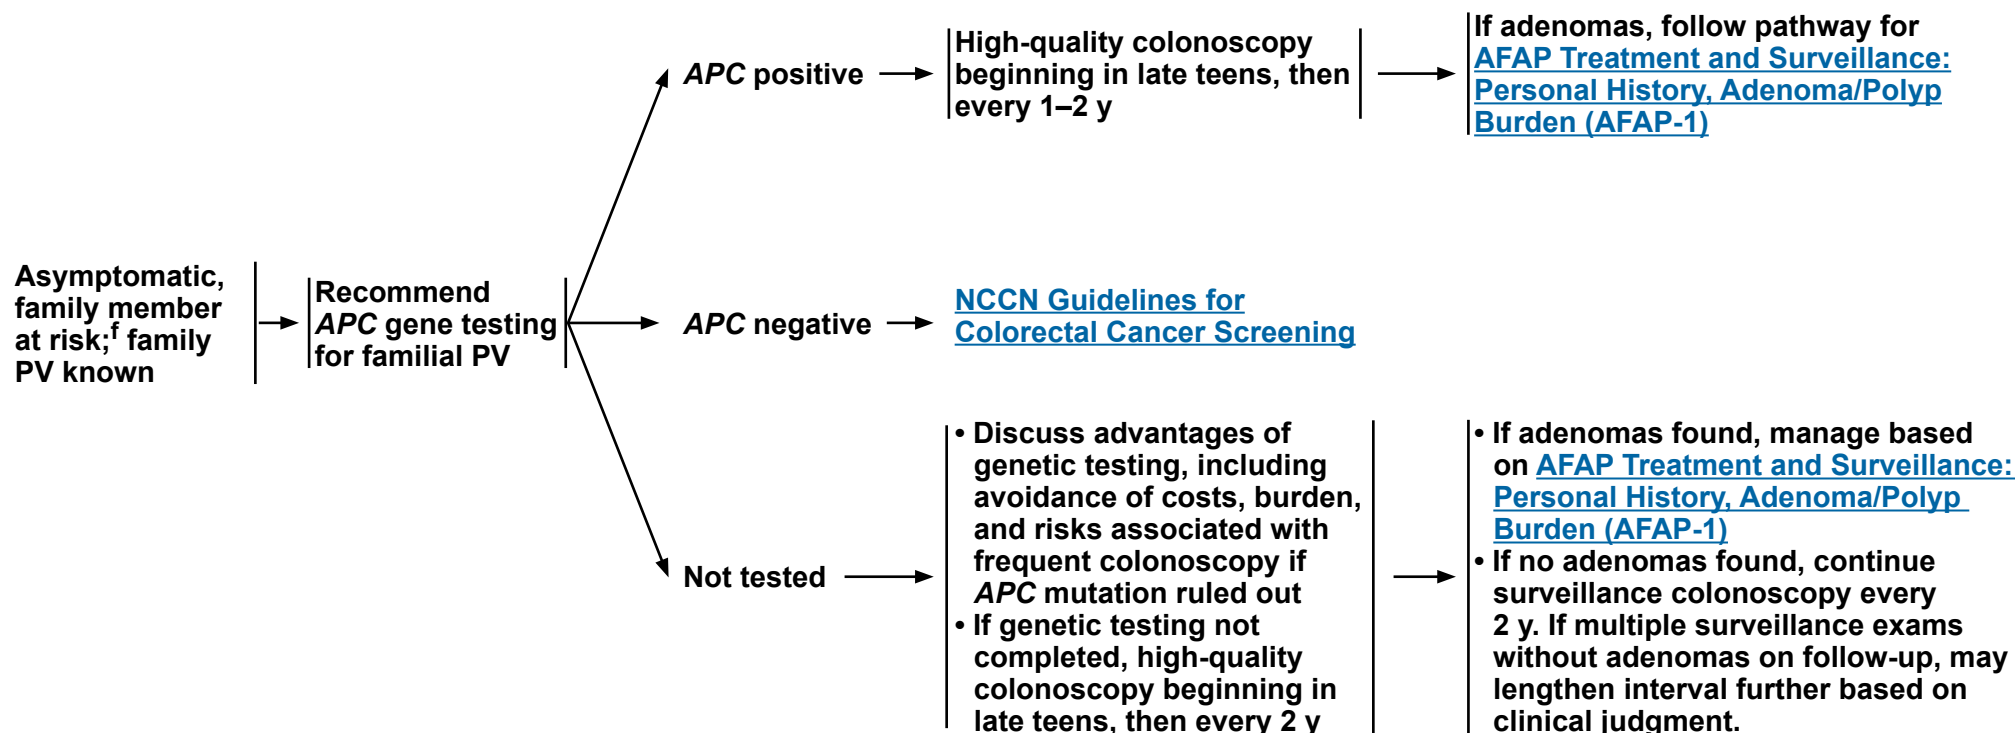 Asymptomatic,
family member
at risk;f family
PV known
Recommend
APC gene testing
for familial PV
APC positive
High-quality colonoscopy
beginning in late teens, then
every 1–2 y
If adenomas, follow pathway for
AFAP Treatment and Surveillance:
Personal History, Adenoma/Polyp
Burden (AFAP-1)
APC negative
NCCN Guidelines for
Colorectal Cancer Screening
Not tested
• Discuss advantages of
genetic testing, including
avoidance of costs, burden,
and risks associated with
frequent colonoscopy if
APC mutation ruled out
• If genetic testing not
completed, high-quality
colonoscopy beginning in
late teens, then every 2 y
• If adenomas found, manage based
on AFAP Treatment and Surveillance:
Personal History, Adenoma/Polyp
Burden (AFAP-1)
• If no adenomas found, continue
surveillance colonoscopy every
2 y. If multiple surveillance exams
without adenomas on follow-up, may
lengthen interval further based on
clinical judgment.